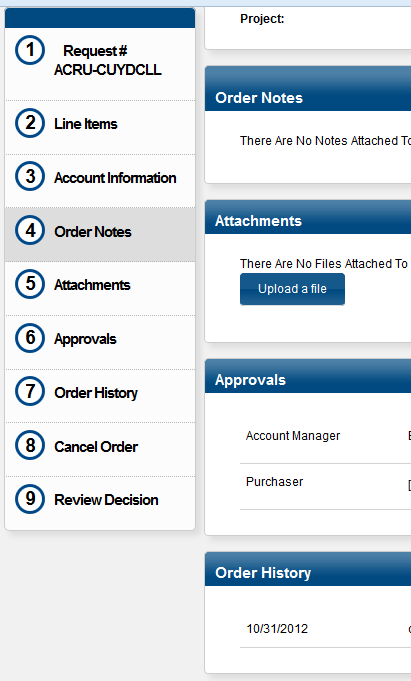 1 Request #
ACRU-CUYDCLL
2 Line Items
3 Account Information
4 Order Notes
5 Attachments
6 Approvals
7 Order History
8 Cancel Order
9 Review Decision
Project:
Order Notes
There Are No Notes Attached To
Attachments
There Are No Files Attached To
Upload a file
Approvals
Account Manager
Purchaser
Order History
10/31/2012